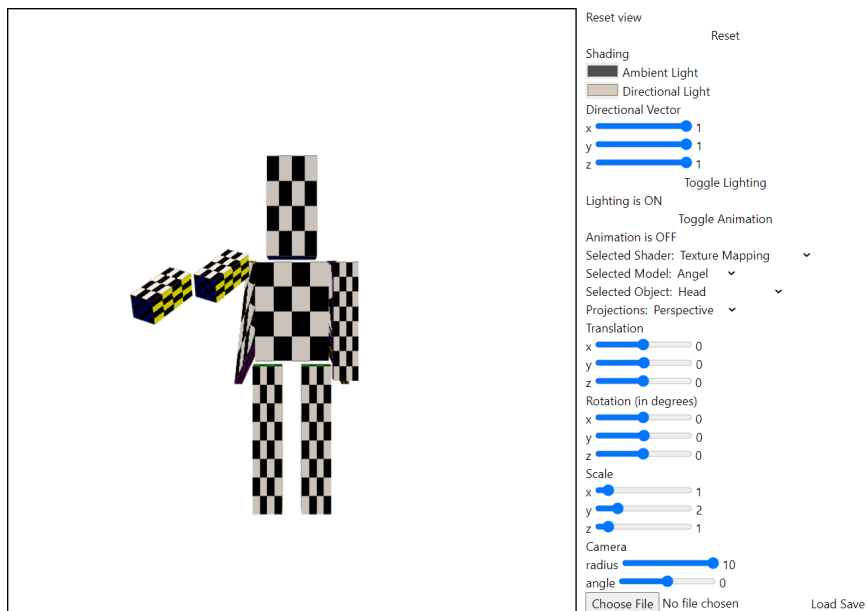 Reset view
Reset
Shading
Ambient Light
Directional Light
Directional Vector
x 1
y 1
z 1
Toggle Lighting
Lighting is ON
Toggle Animation
Animation is OFF
Selected Shader: Texture Mapping
Selected Model: Angel
Selected Object: Head
Projections: Perspective
Translation
x 0
y 0
z 0
Rotation (in degrees)
x 0
y 0
z 0
Scale
x 1
y 2
z 1
Camera
radius 10
angle 0
Choose File No file chosen Load Save